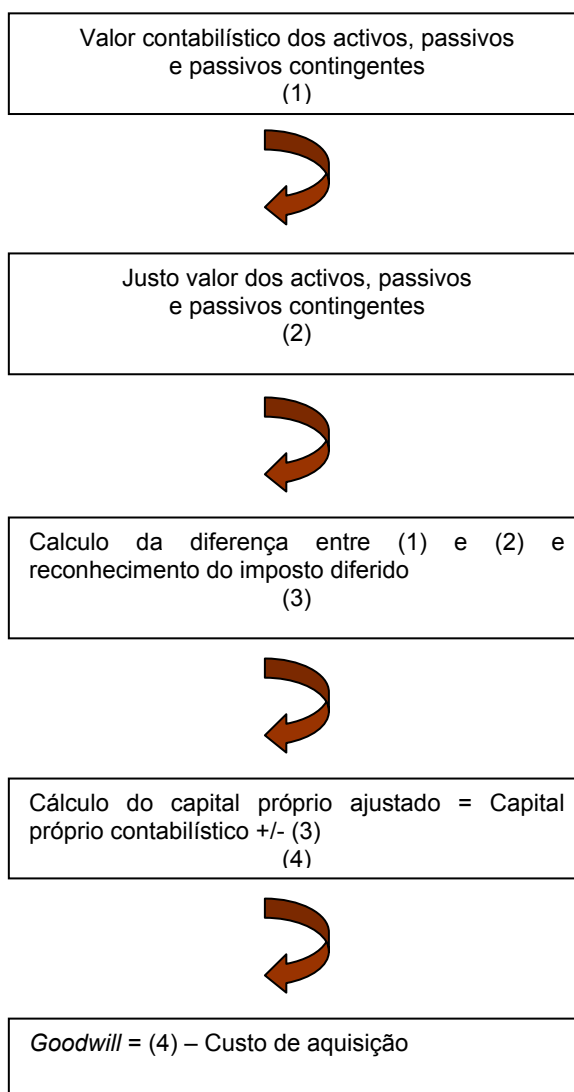 Valor contabilístico dos activos, passivos
e passivos contingentes
(1)
Justo valor dos activos, passivos
e passivos contingentes
(2)
Calculo da diferença entre (1) e (2) e
reconhecimento do imposto diferido
(3)
Cálculo do capital próprio ajustado = Capital
próprio contabilístico +/- (3)
(4)
Goodwill = (4) – Custo de aquisição